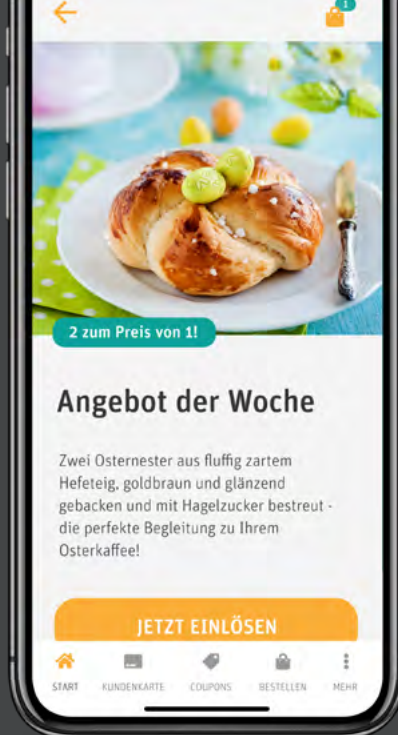 1
2 zum Preis von 1!
Angebot der Woche
Zwei Osternester aus fluffig zartem
Hefeteig, goldbraun und glänzend
gebacken und mit Hagelzucker bestreut -
die perfekte Begleitung zu Ihrem
Osterkaffee!
JETZT EINLÖSEN
START KUNDENKARTE COUPONS BESTELLEN MEHR